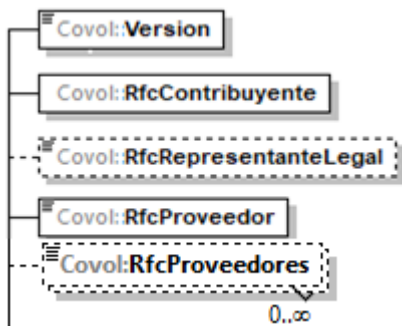 Covol::Version
Covol::RfcContribuyente
Covol::RfcRepresentanteLegal
Covol::RfcProveedor
Covol:RfcProveedores
0..∞